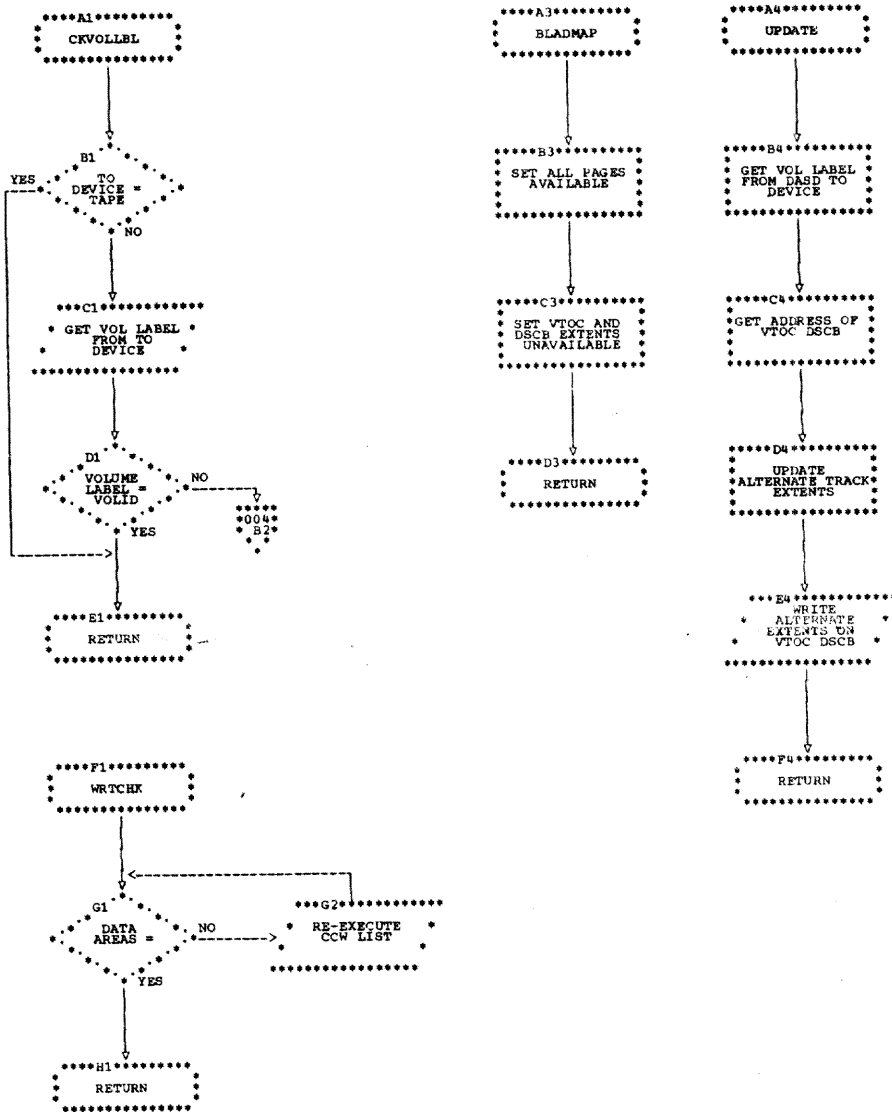 A1
CKVOLLBL
B1
TO
DEVICE =
TAPE
YES
NO
C1
GET VOL LABEL
FROM TO
DEVICE
D1
VOLUME
LABEL =
VALID
NO
YES
004
B2
E1
RETURN
F1
WRTCHK
G1
DATA
AREAS =
NO
YES
G2
RE-EXECUTE
CCW LIST
H1
RETURN
A3
BLADMAP
B3
SET ALL PAGES
AVAILABLE
C3
SET VTOC AND
DSCB EXTENTS
UNAVAILABLE
D3
RETURN
A4
UPDATE
B4
GET VOL LABEL
FROM DASD TO
DEVICE
C4
GET ADDRESS OF
VTOC DSCB
D4
UPDATE
ALTERNATE TRACK
EXTENTS
E4
WRITE
ALTERNATE
EXTENTS ON
VTOC DSCB
F4
RETURN